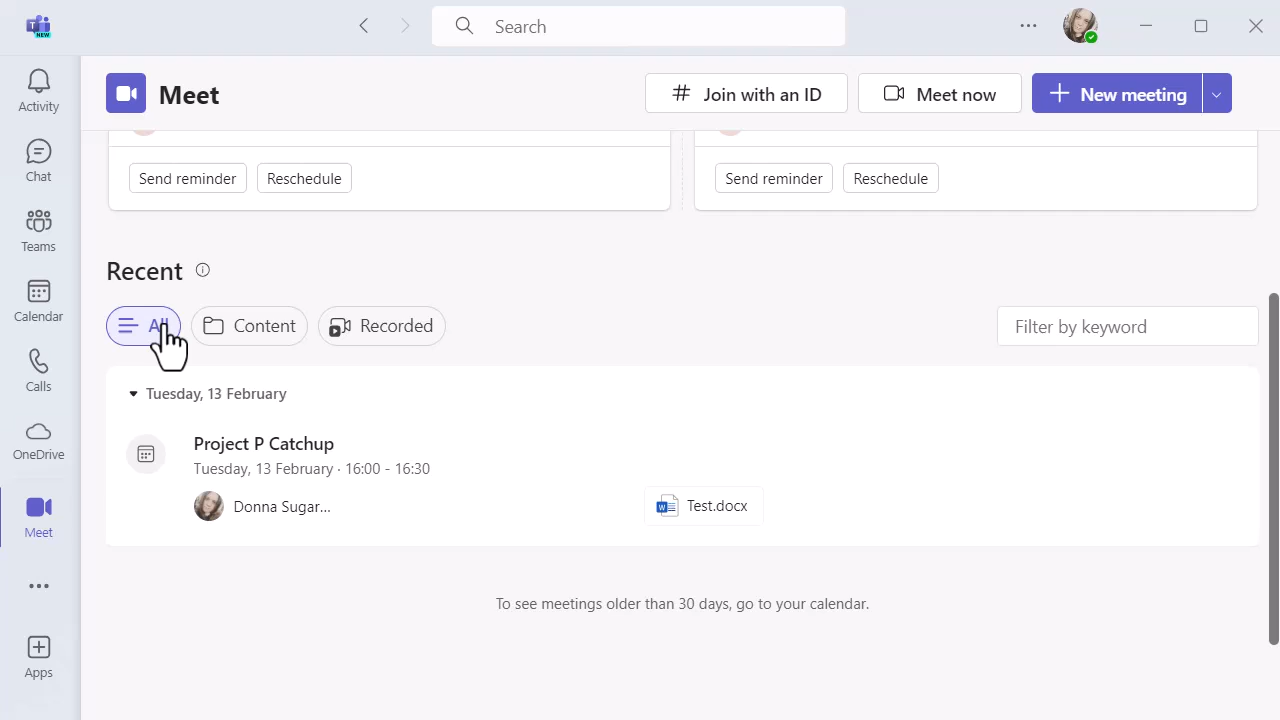 NEW
Search
Activity
Chat
Teams
Calendar
Calls
OneDrive
Meet
Apps
Meet
# Join with an ID
Meet now
New meeting
Send reminder
Reschedule
Send reminder
Reschedule
Recent
All
Content
Recorded
Filter by keyword
Tuesday, 13 February
Project P Catchup
Tuesday, 13 February · 16:00 - 16:30
Donna Sugar...
Test.docx
To see meetings older than 30 days, go to your calendar.